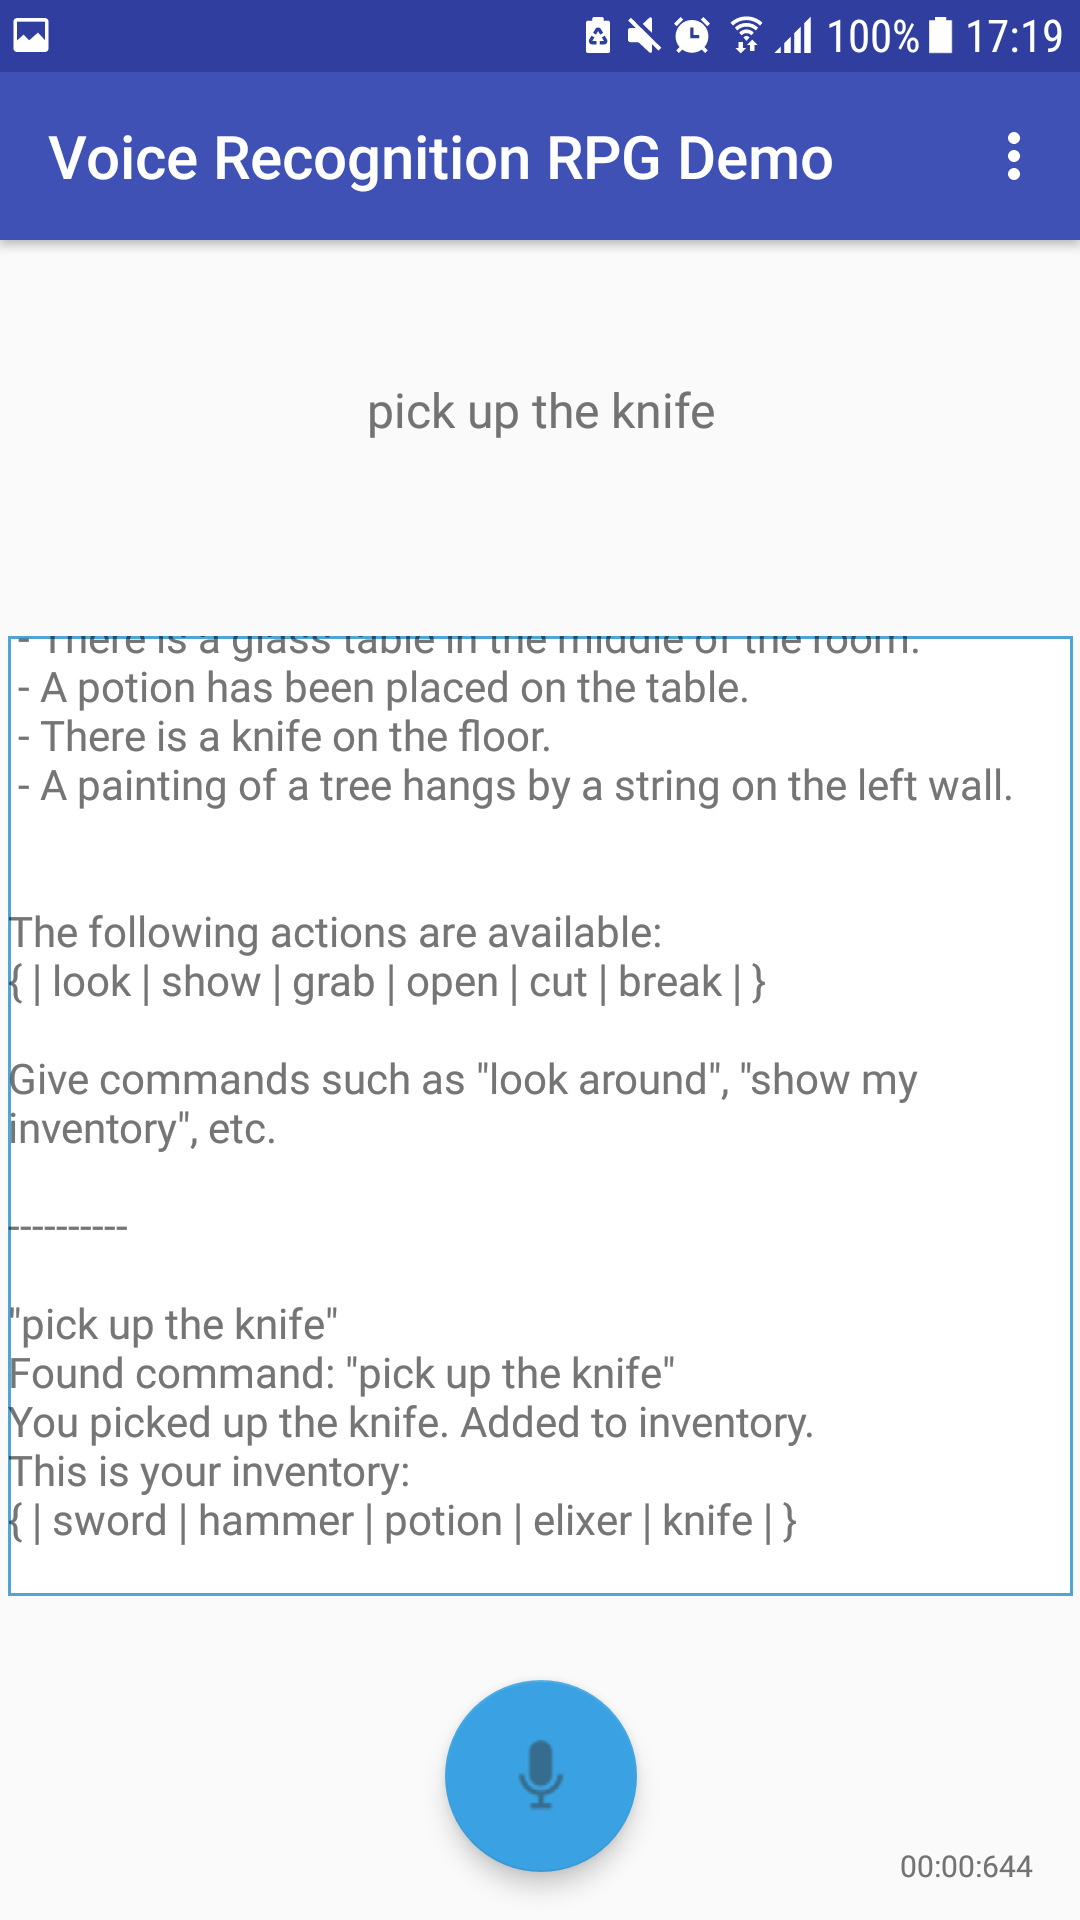 100% 17:19
Voice Recognition RPG Demo
pick up the knife
- There is a glass table in the middle of the room.
- A potion has been placed on the table.
- There is a knife on the floor.
- A painting of a tree hangs by a string on the left wall.
The following actions are available:
{ | look | show | grab | open | cut | break | }
Give commands such as "look around", "show my
inventory", etc.
----------
"pick up the knife"
Found command: "pick up the knife"
You picked up the knife. Added to inventory.
This is your inventory:
{ | sword | hammer | potion | elixer | knife | }
00:00:644